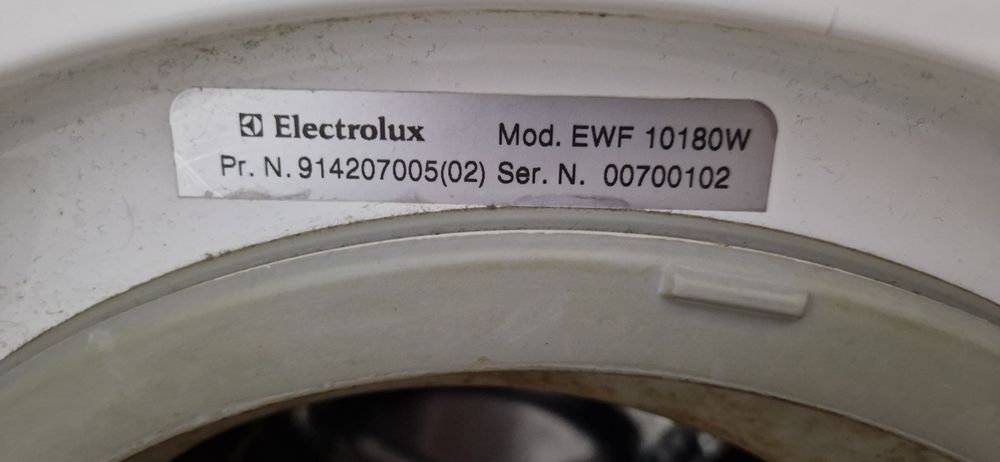 Electrolux Mod. EWF 10180W
Pr. N. 914207005(02) Ser. N. 00700102